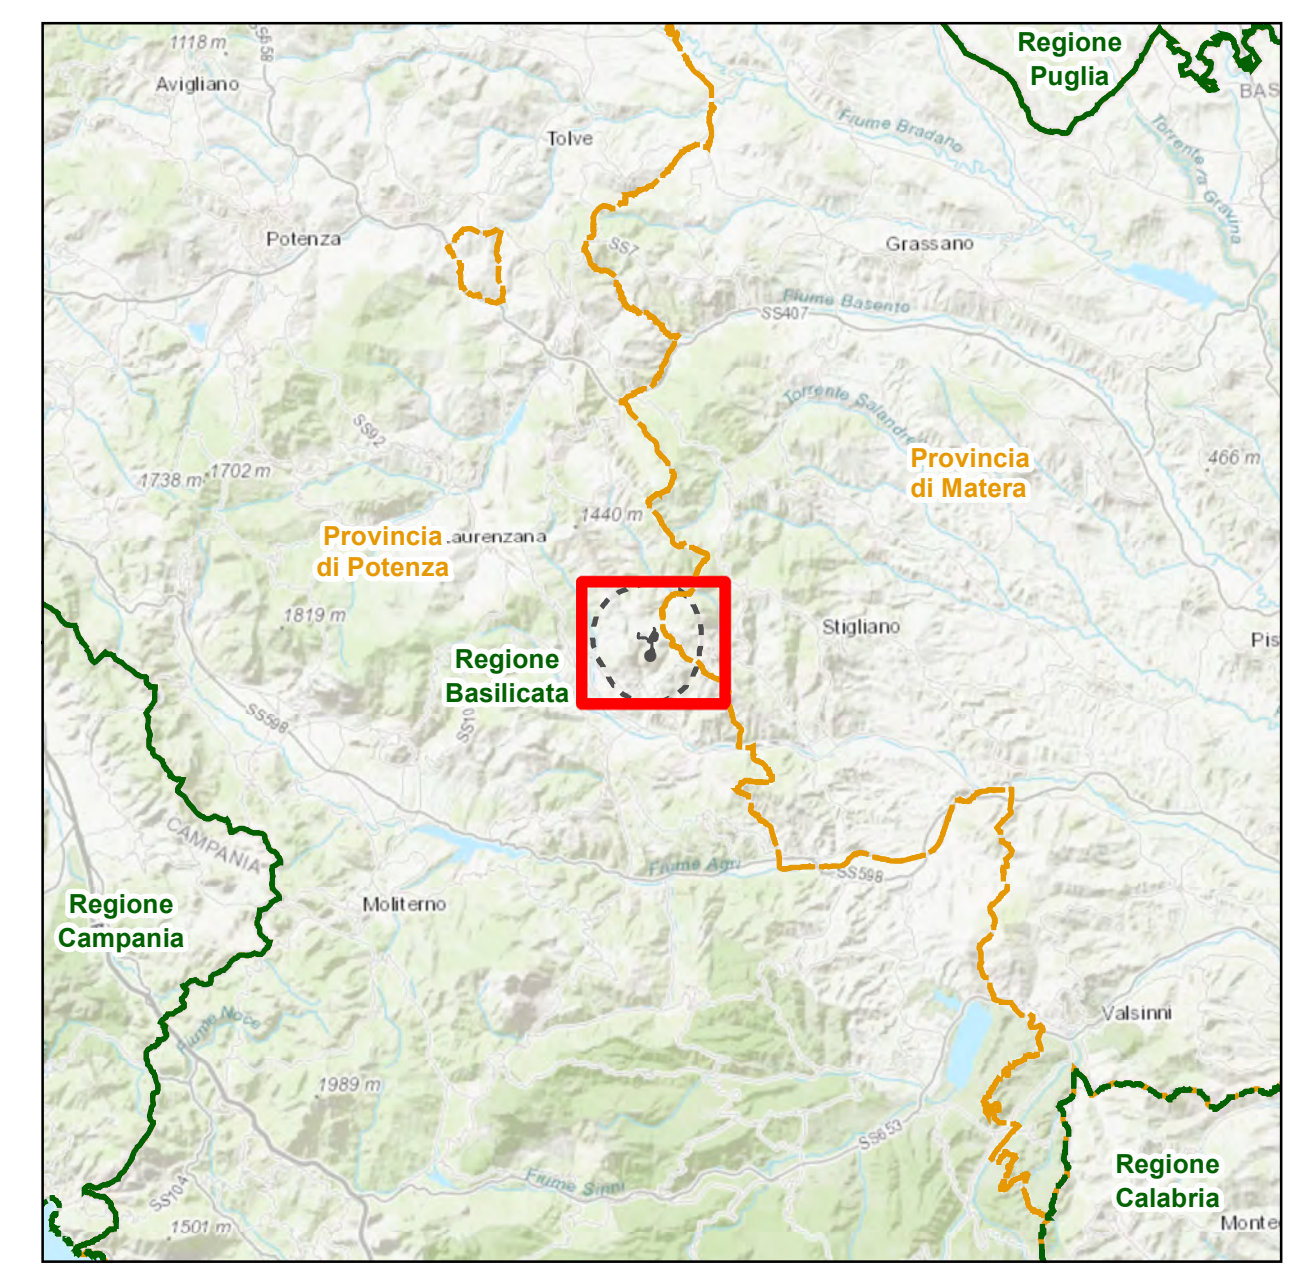 1118 m
SS658
Regione
Puglia
Avigliano
BAS
Tolve
Fiume Bradano
Torrente Gravina
Potenza
SS7
Grassano
Fiume Basento
SS407
Torrente Salandre
SS92
Provincia
di Matera
466 m
1738 m
1702 m
1440 m
Provincia
di Potenza
aurenzana
1819 m
Stigliano
Pis
Regione
Basilicata
SS10
SS598
CAMPANIA
Fiume Agri
SS598
Regione
Campania
Moliterno
Valsinni
Fiume Noce
1989 m
SS653
Regione
Calabria
Fiume Sinni
SS104
1501 m
Monte